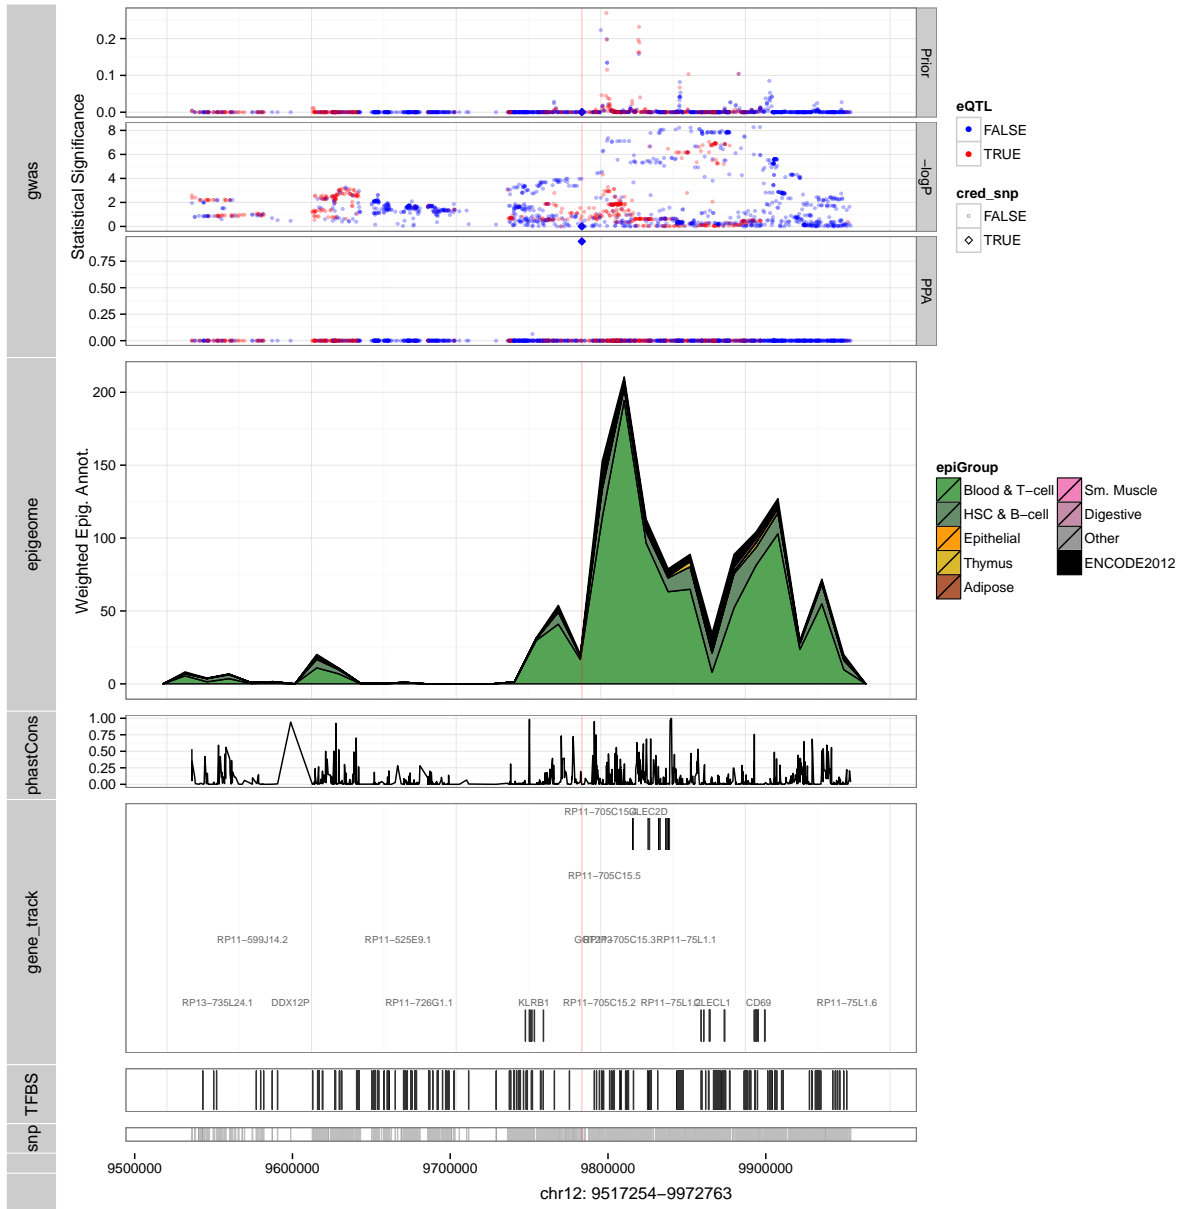 gwas
Statistical Significance
0.2
0.1
0.0
Prior
8
6
4
2
0
−logP
0.75
0.50
0.25
0.00
PPA
eQTL
FALSE
TRUE
cred_snp
FALSE
TRUE
epigeome
Weighted Epig. Annot.
200
150
100
50
0
epiGroup
Blood & T−cell
HSC & B−cell
Epithelial
Thymus
Adipose
Sm. Muscle
Digestive
Other
ENCODE2012
phastCons
1.00
0.75
0.50
0.25
0.00
gene_track
CLEC2D
RP11−705C15.5
RP11−599J14.2 RP11−525E9.1 RP11−705C15.3 RP11−75L1.1
RP13−735L24.1 DDX12P RP11−726G1.1 KLRB1 RP11−705C15.2 CLECL1 CD69 RP11−75L1.6
TFBS
snp
9500000 9600000 9700000 9800000 9900000
chr12: 9517254−9972763